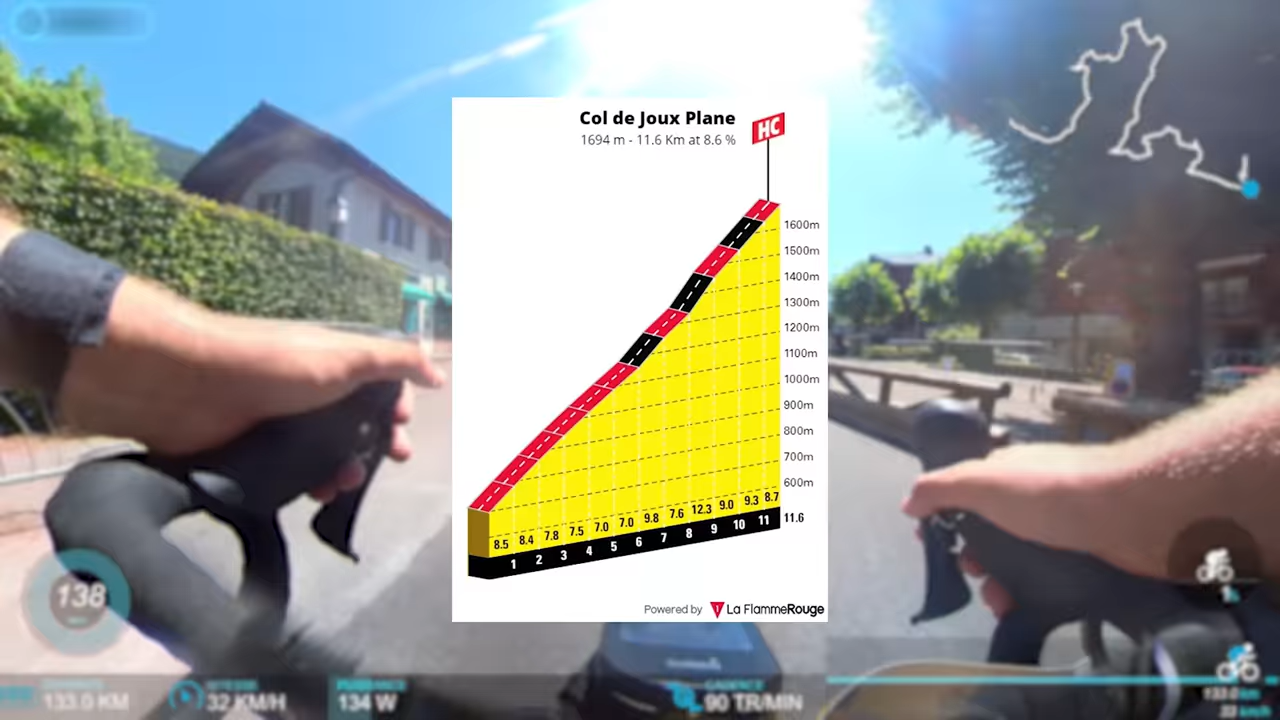 Col de Joux Plane
1694 m - 11.6 Km at 8.6 %
HC
1600m
1500m
1400m
1300m
1200m
1100m
1000m
900m
800m
700m
600m
8.5 8.4 7.8 7.5 7.0 7.0 9.8 7.6 12.3 9.0 9.3 8.7
1 2 3 4 5 6 7 8 9 10 11 11.6
Powered by La FlammeRouge
138
133.0 KM
32 KM/H
134 W
CADENCE
90 TR/MIN